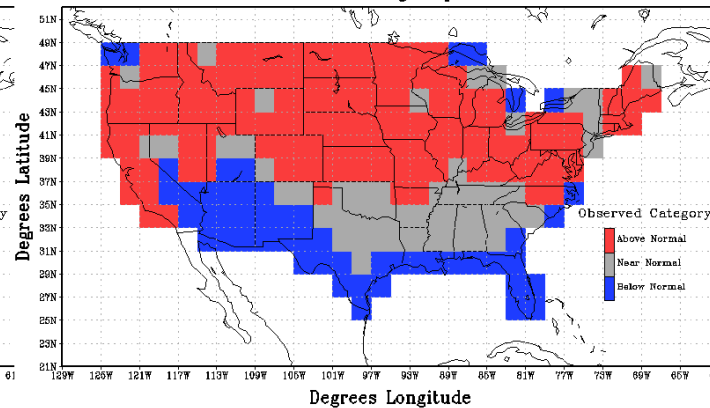 51N
49N
47N
45N
43N
41N
39N
37N
35N
33N
31N
29N
27N
25N
23N
21N
Degrees Latitude
Observed Category
Above Normal
Near Normal
Below Normal
129W 125W 121W 117W 113W 109W 105W 101W 97W 93W 89W 85W 81W 77W 73W 69W 65W
Degrees Longitude
y
61